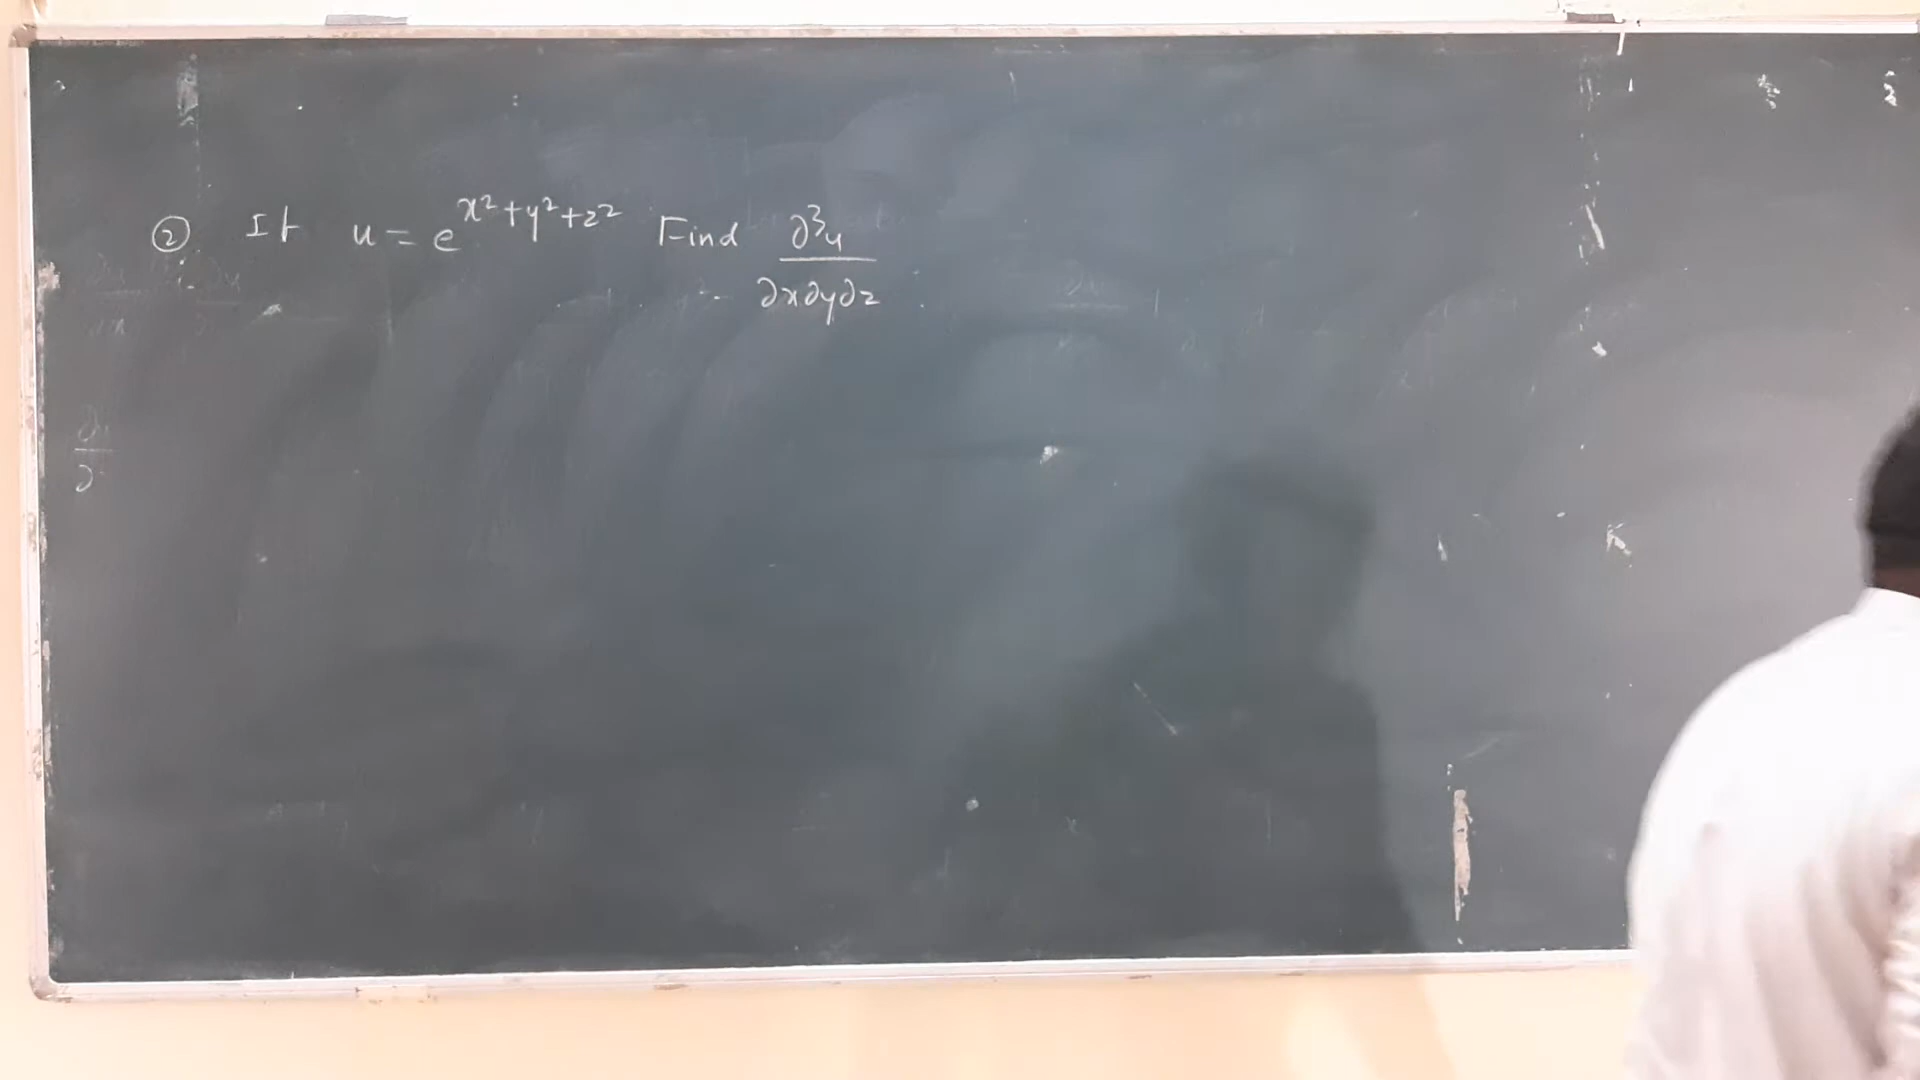 ② If u = e^{x²+y²+z²} Find ∂³u / ∂x∂y∂z